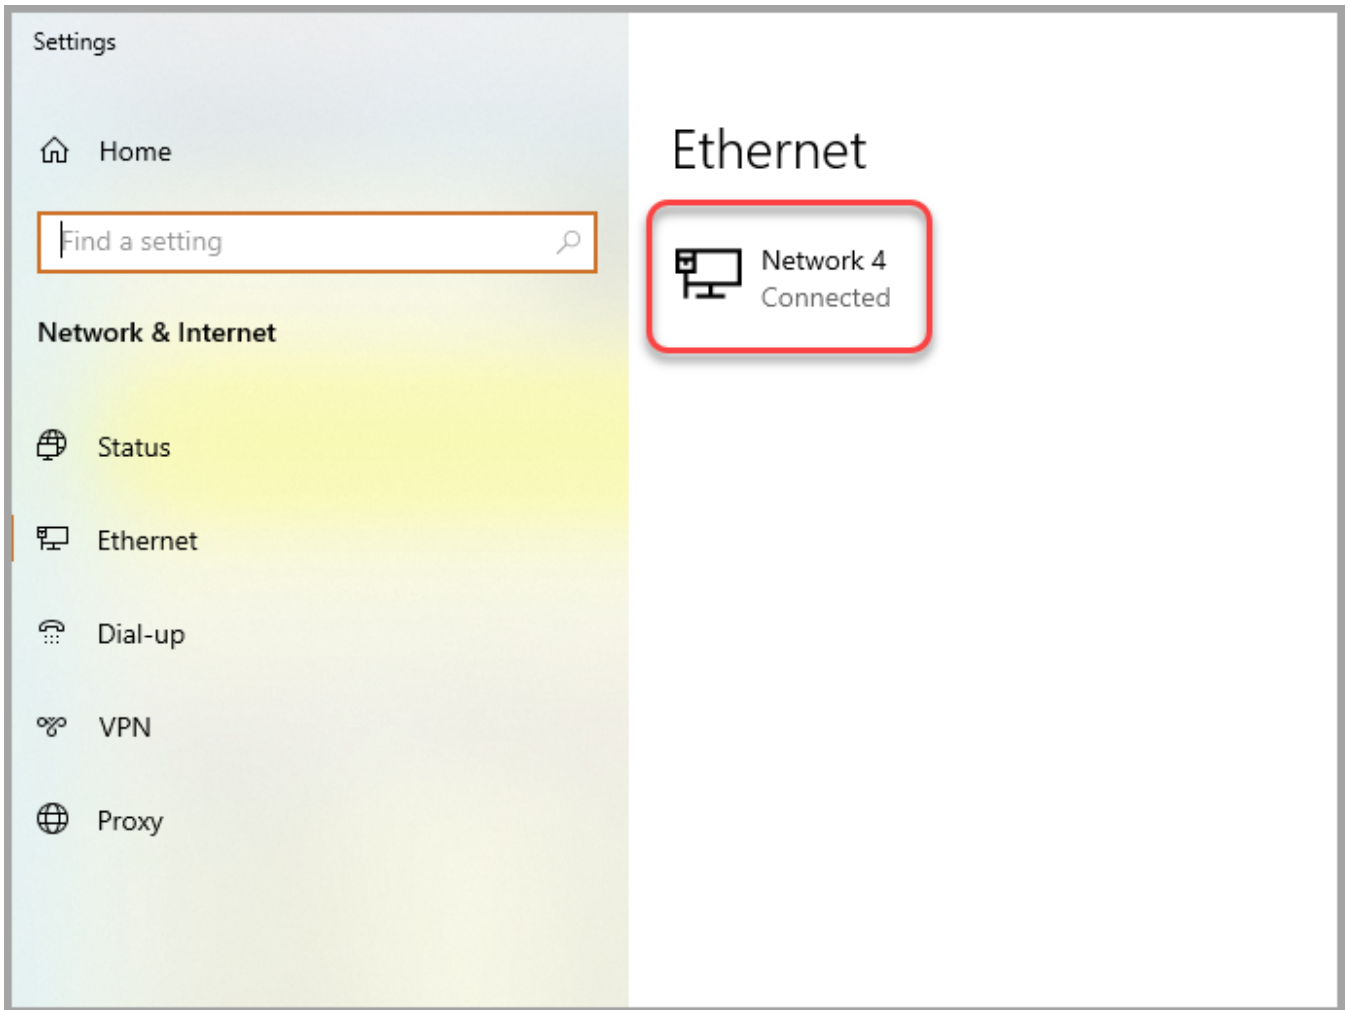 Settings
Home
Find a setting
Network & Internet
Status
Ethernet
Dial-up
VPN
Proxy
Ethernet
Network 4
Connected